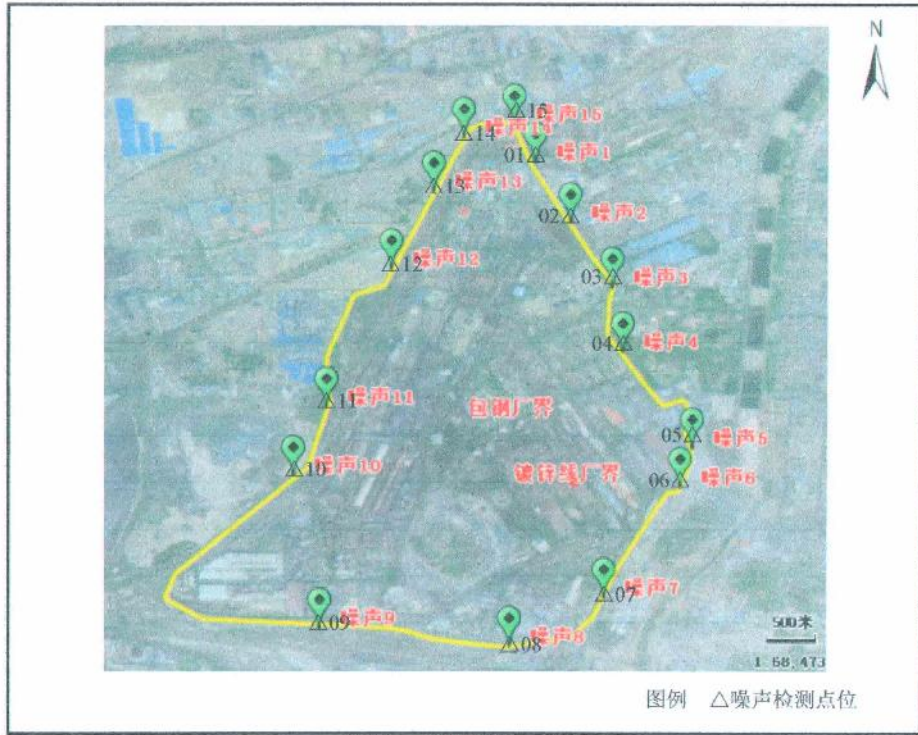 N
15 噪声15
14 噪声14
01 噪声1
13 噪声13
02 噪声2
12 噪声12
03 噪声3
04 噪声4
11 噪声11
包钢厂界
05 噪声5
10 噪声10
镀锌线厂界
06 噪声6
07 噪声7
09 噪声9
08 噪声8
500米
1:68,473
图例 △噪声检测点位